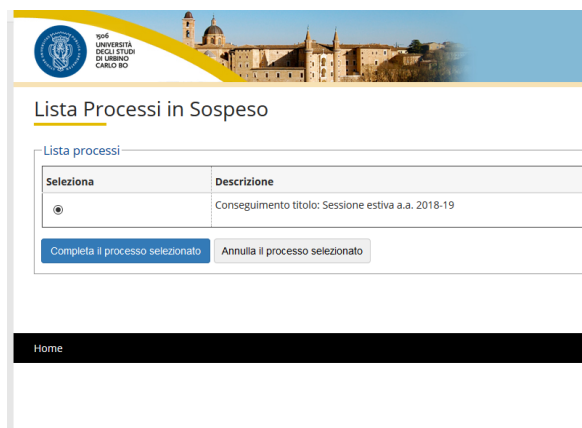 1506
UNIVERSITÀ
DEGLI STUDI
DI URBINO
CARLO BO
Lista Processi in Sospeso
Lista processi
Seleziona Descrizione
Conseguimento titolo: Sessione estiva a.a. 2018-19
Completa il processo selezionato Annulla il processo selezionato
Home